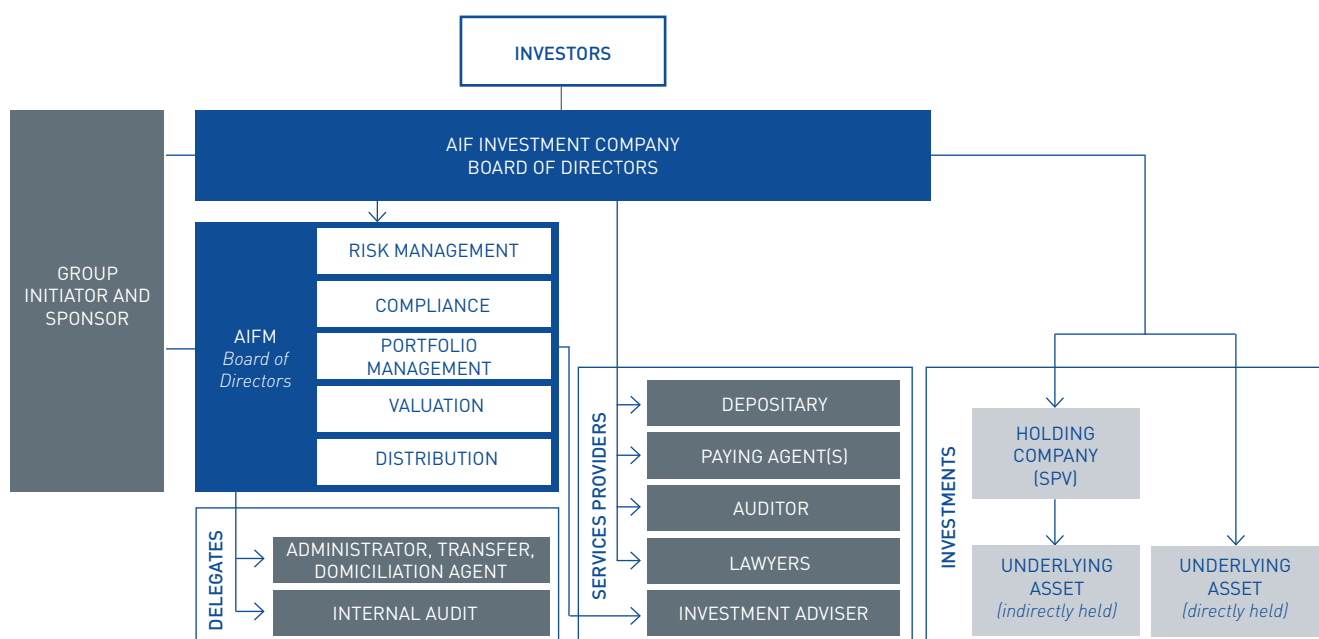 INVESTORS
AIF INVESTMENT COMPANY
BOARD OF DIRECTORS
GROUP
INITIATOR AND
SPONSOR
AIFM
Board of
Directors
RISK MANAGEMENT
COMPLIANCE
PORTFOLIO
MANAGEMENT
VALUATION
DISTRIBUTION
DELEGATES
ADMINISTRATOR, TRANSFER,
DOMICILIATION AGENT
INTERNAL AUDIT
SERVICES PROVIDERS
DEPOSITARY
PAYING AGENT(S)
AUDITOR
LAWYERS
INVESTMENT ADVISER
INVESTMENTS
HOLDING
COMPANY
(SPV)
UNDERLYING
ASSET
(indirectly held)
UNDERLYING
ASSET
(directly held)